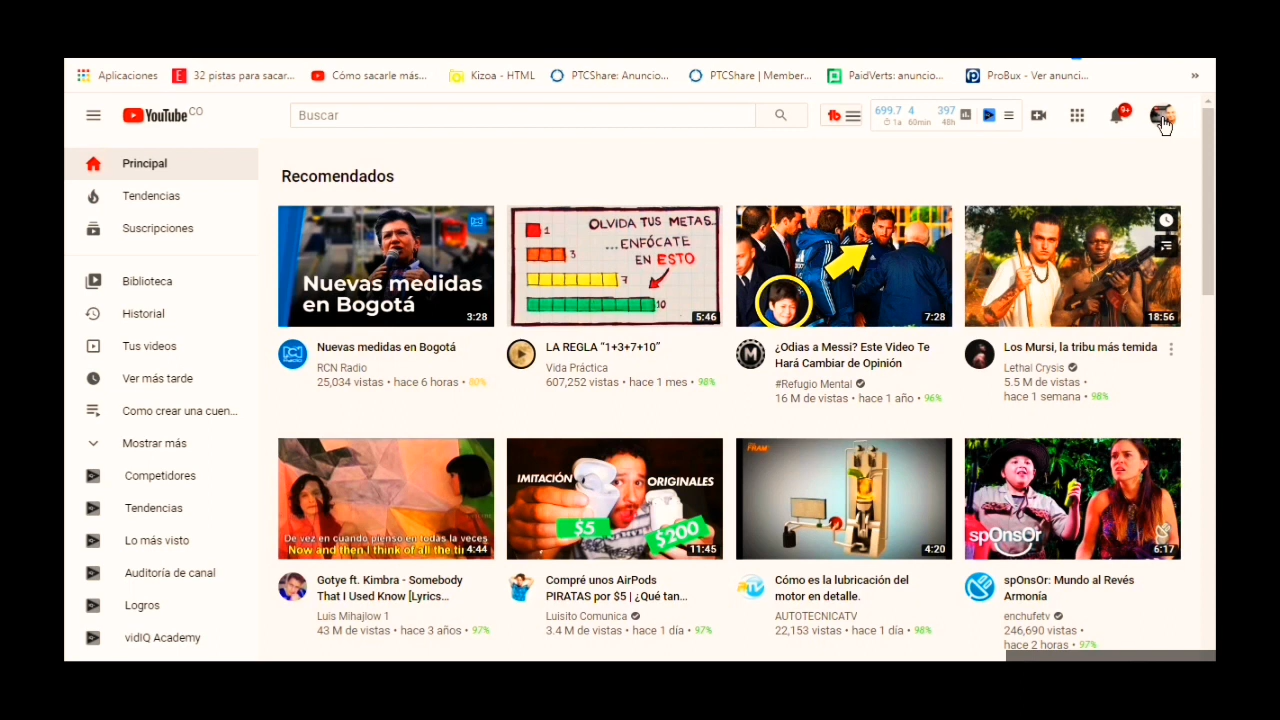 Aplicaciones 32 pistas para sacar... Cómo sacarle más... Kizoa - HTML PTCShare: Anuncio... PTCShare | Member... PaidVerts: anuncio... ProBux - Ver anunci... »
YouTube CO Buscar tb 699.7 4 397 9+
1a 60min 48h
Principal
Tendencias
Suscripciones
Biblioteca
Historial
Tus videos
Ver más tarde
Como crear una cuen...
Mostrar más
Competidores
Tendencias
Lo más visto
Auditoría de canal
Logros
vidIQ Academy
Recomendados
Nuevas medidas
en Bogotá
3:28
Nuevas medidas en Bogotá
RCN Radio
25,034 vistas • hace 6 horas • 80%
OLVIDA TUS METAS...
...ENFÓCATE
EN ESTO
1
3
7
10
5:46
LA REGLA "1+3+7+10"
Vida Práctica
607,252 vistas • hace 1 mes • 98%
7:28
M
¿Odias a Messi? Este Video Te
Hará Cambiar de Opinión
#Refugio Mental
16 M de vistas • hace 1 año • 96%
18:56
Los Mursi, la tribu más temida
Lethal Crysis
5.5 M de vistas •
hace 1 semana • 98%
De vez en cuando pienso en todas la veces
Now and then I think of all the ti
4:44
Gotye ft. Kimbra - Somebody
That I Used Know [Lyrics...
Luis Mihajlow 1
43 M de vistas • hace 3 años • 97%
IMITACIÓN ORIGINALES
$5 $200
11:45
Compré unos AirPods
PIRATAS por $5 | ¿Qué tan...
Luisito Comunica
3.4 M de vistas • hace 1 día • 97%
FRAM
4:20
Cómo es la lubricación del
motor en detalle.
AUTOTECNICATV
22,153 vistas • hace 1 día • 98%
spOnsOr
6:17
spOnsOr: Mundo al Revés
Armonía
enchufetv
246,690 vistas •
hace 2 horas • 97%